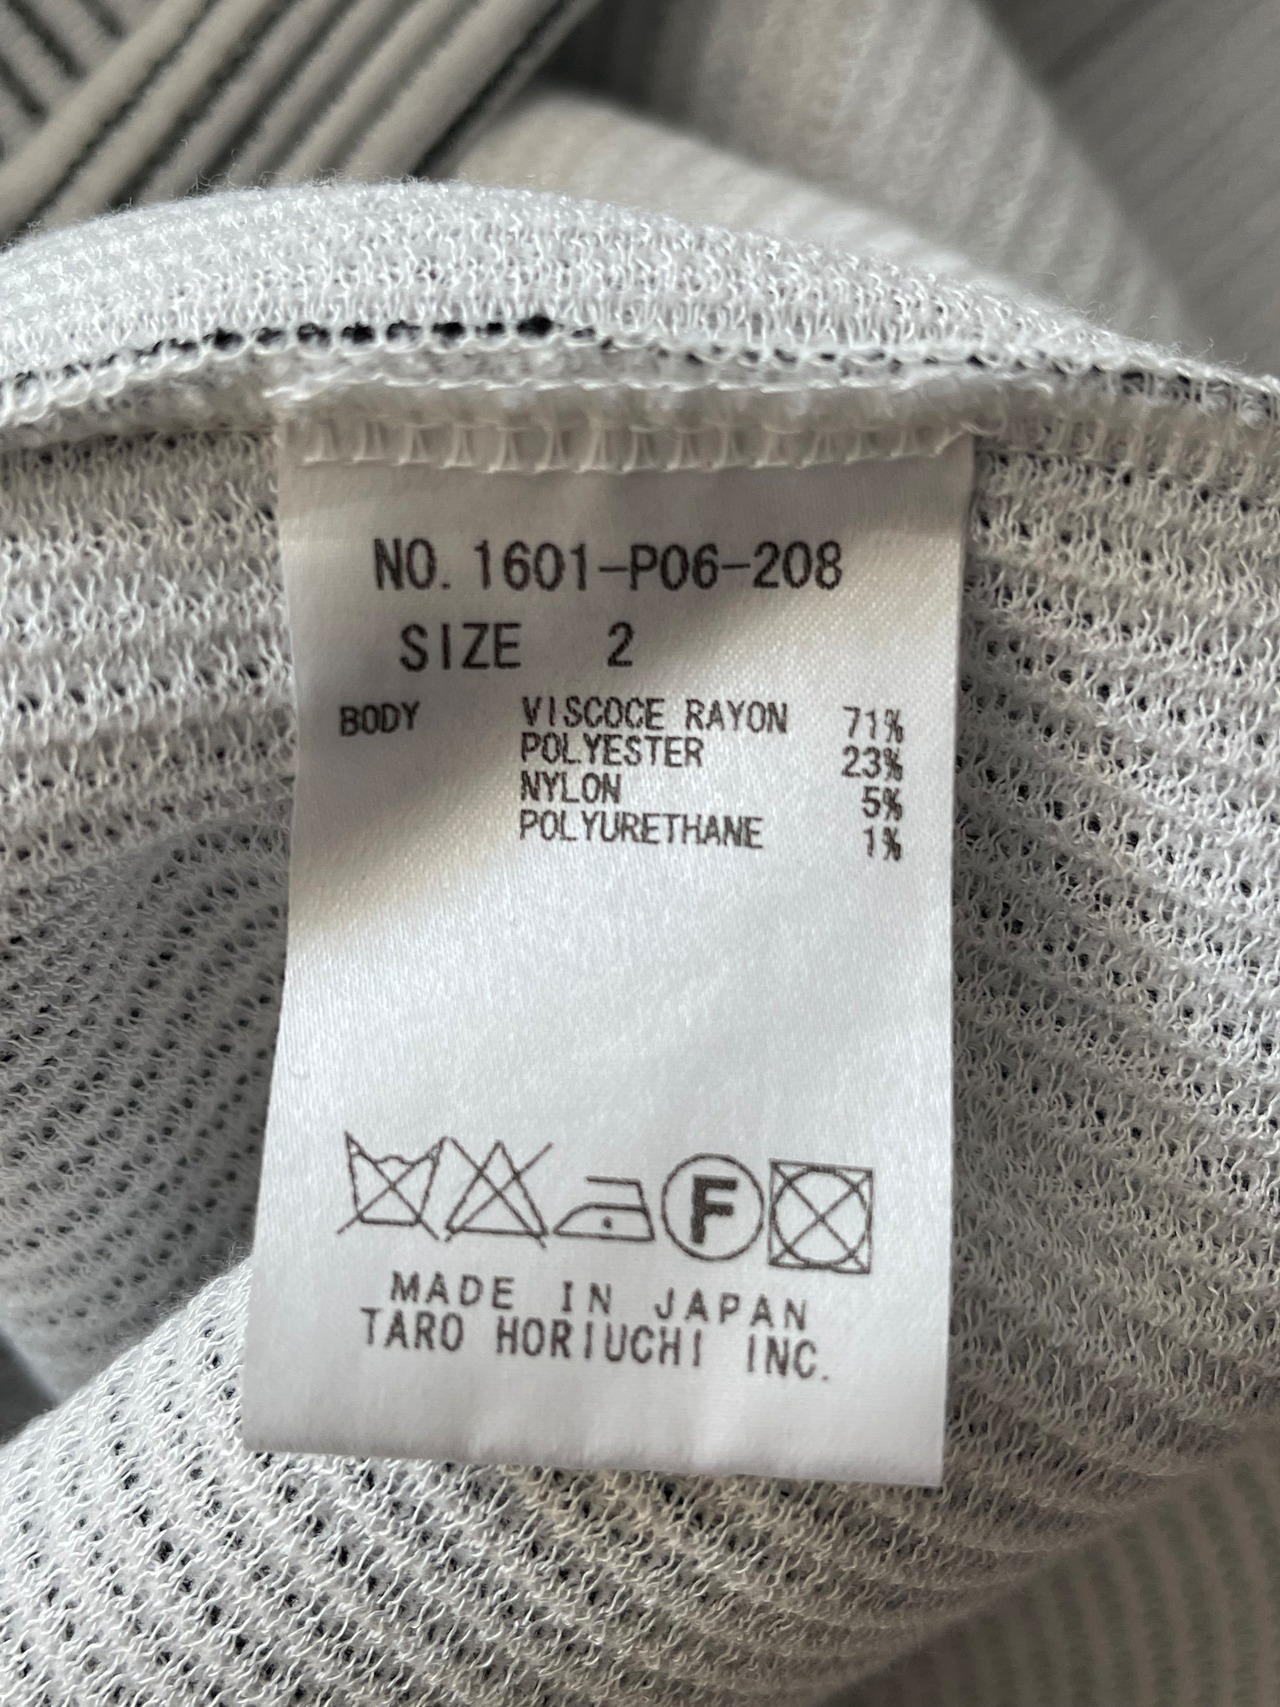 NO. 1601-P06-208
SIZE 2
BODY VISCOCE RAYON 71%
POLYESTER 23%
NYLON 5%
POLYURETHANE 1%
F
MADE IN JAPAN
TARO HORIUCHI INC.